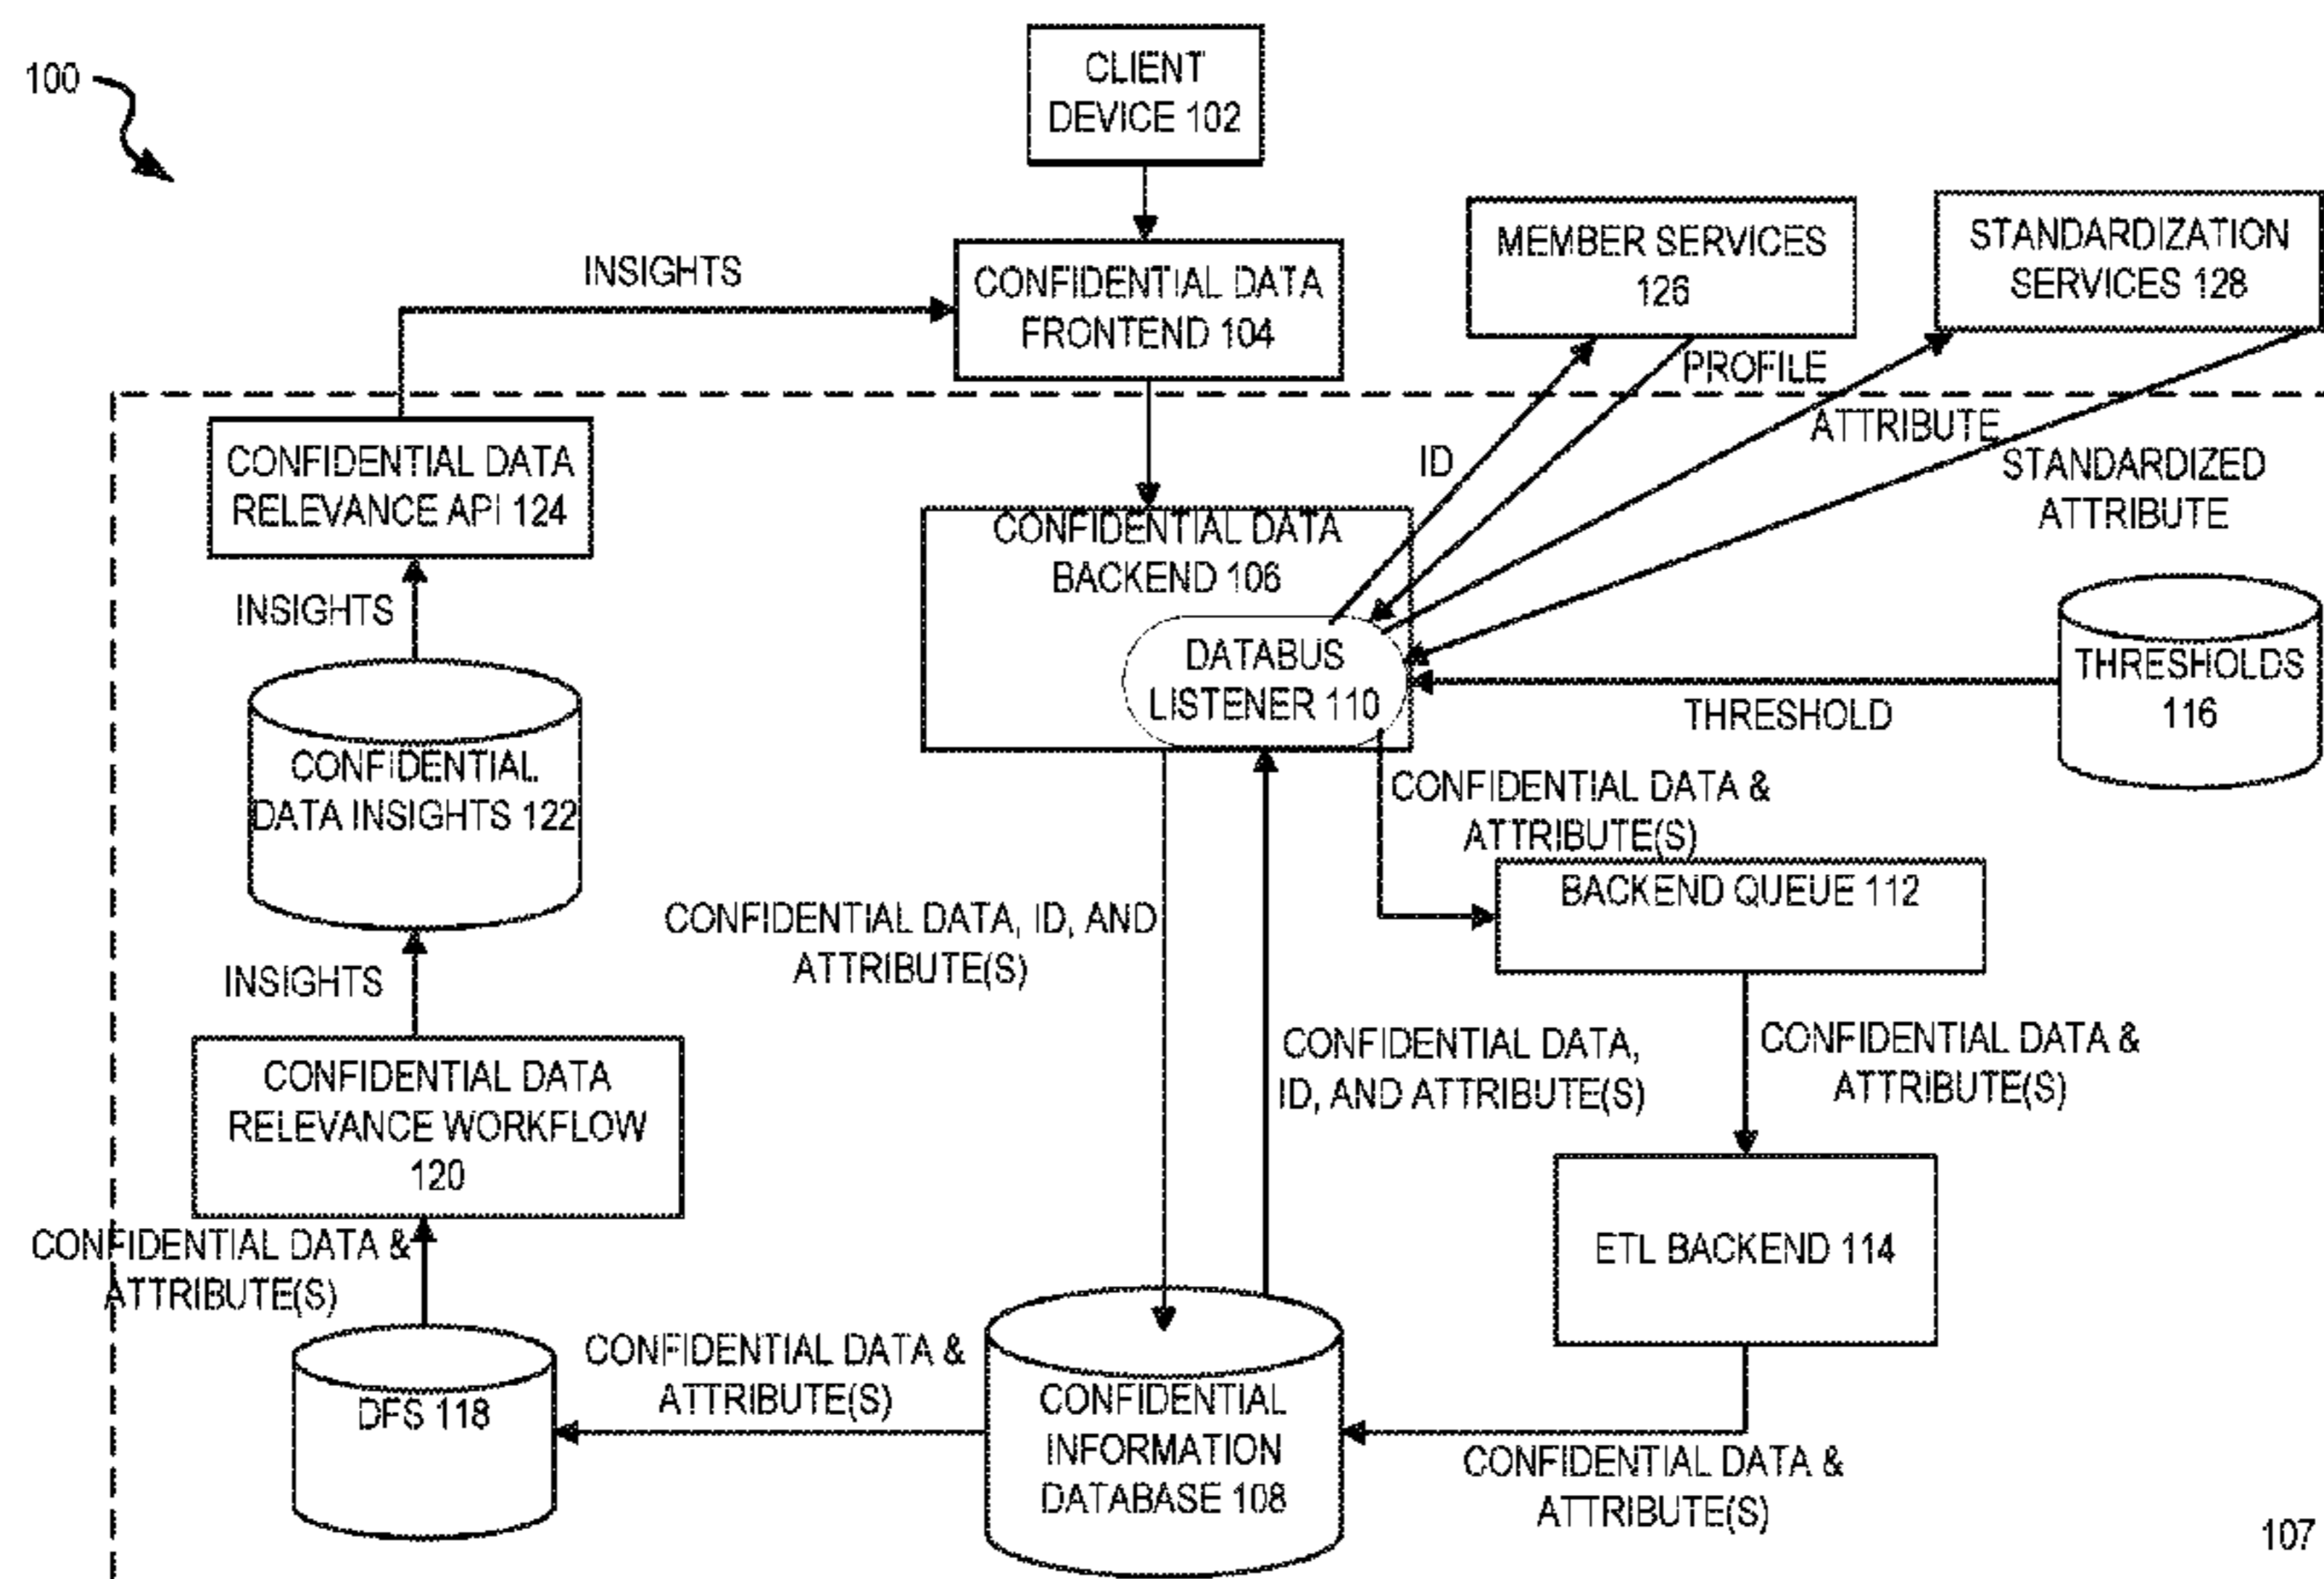 100
CLIENT
DEVICE 102
INSIGHTS
CONFIDENTIAL DATA
FRONTEND 104
MEMBER SERVICES
126
STANDARDIZATION
SERVICES 128
PROFILE
ATTRIBUTE
ID
STANDARDIZED
ATTRIBUTE
CONFIDENTIAL DATA
RELEVANCE API 124
CONFIDENTIAL DATA
BACKEND 106
DATABUS
LISTENER 110
THRESHOLD
THRESHOLDS
116
INSIGHTS
CONFIDENTIAL
DATA INSIGHTS 122
CONFIDENTIAL DATA &
ATTRIBUTE(S)
BACKEND QUEUE 112
CONFIDENTIAL DATA, ID, AND
ATTRIBUTE(S)
INSIGHTS
CONFIDENTIAL DATA
RELEVANCE WORKFLOW
120
CONFIDENTIAL DATA,
ID, AND ATTRIBUTE(S)
CONFIDENTIAL DATA &
ATTRIBUTE(S)
ETL BACKEND 114
CONFIDENTIAL DATA &
ATTRIBUTE(S)
DFS 118
CONFIDENTIAL DATA &
ATTRIBUTE(S)
CONFIDENTIAL
INFORMATION
DATABASE 108
CONFIDENTIAL DATA &
ATTRIBUTE(S)
107